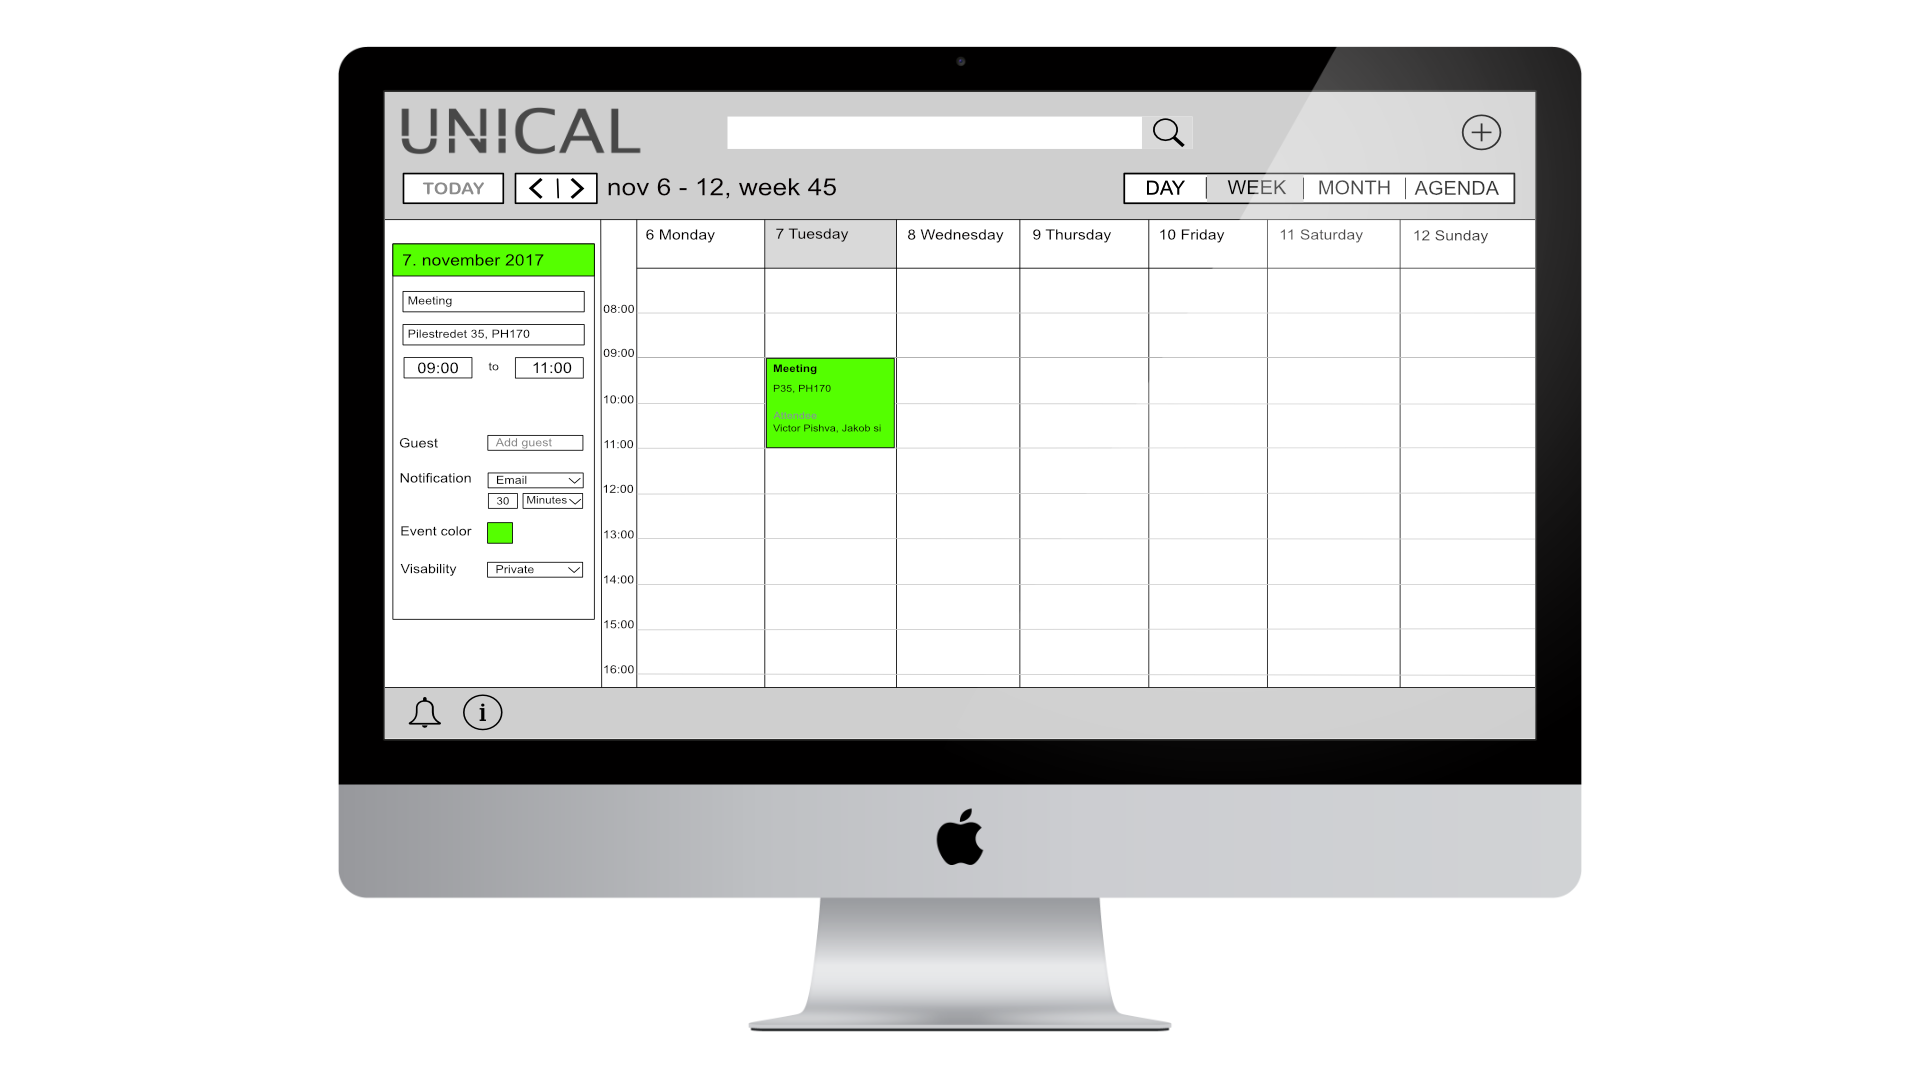 UNICAL
TODAY
nov 6 - 12, week 45
DAY WEEK MONTH AGENDA
7. november 2017
Meeting
Pilestredet 35, PH170
09:00 to 11:00
Guest Add guest
Notification Email
30 Minutes
Event color
Visability Private
6 Monday 7 Tuesday 8 Wednesday 9 Thursday 10 Friday 11 Saturday 12 Sunday
08:00
09:00
10:00
11:00
12:00
13:00
14:00
15:00
16:00
Meeting
P35, PH170
Attendee
Victor Pishva, Jakob si
i